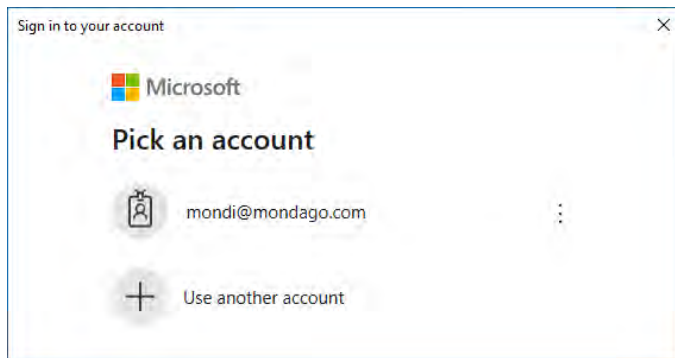 Sign in to your account
Microsoft
Pick an account
mondi@mondago.com
Use another account